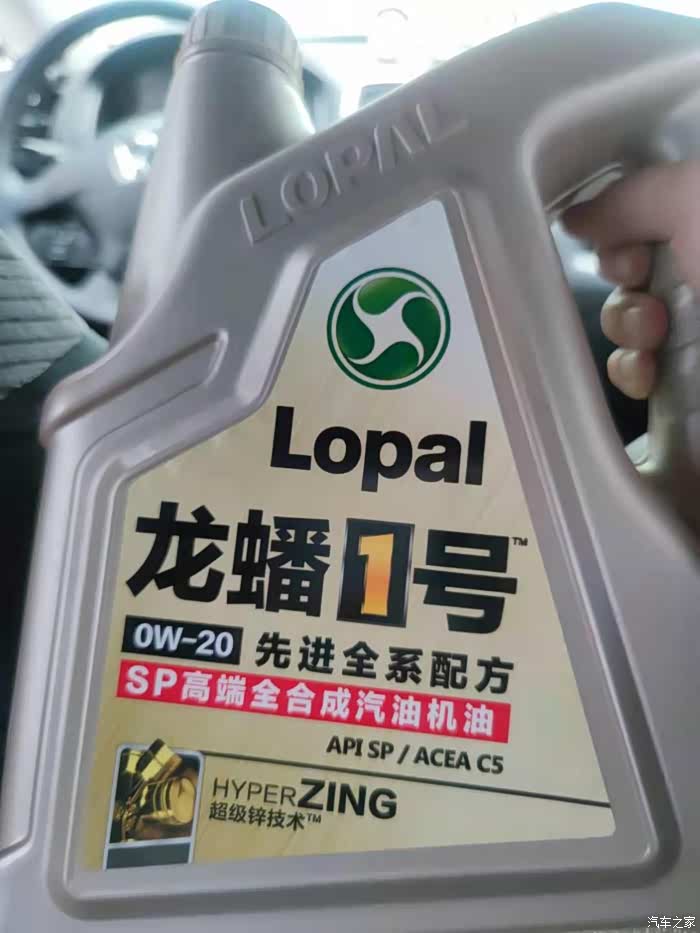 LOPAL
Lopal
龙蟠1号™
0W-20 先进全系配方
SP高端全合成汽油机油
API SP / ACEA C5
HYPERZING
超级锌技术™
汽车之家